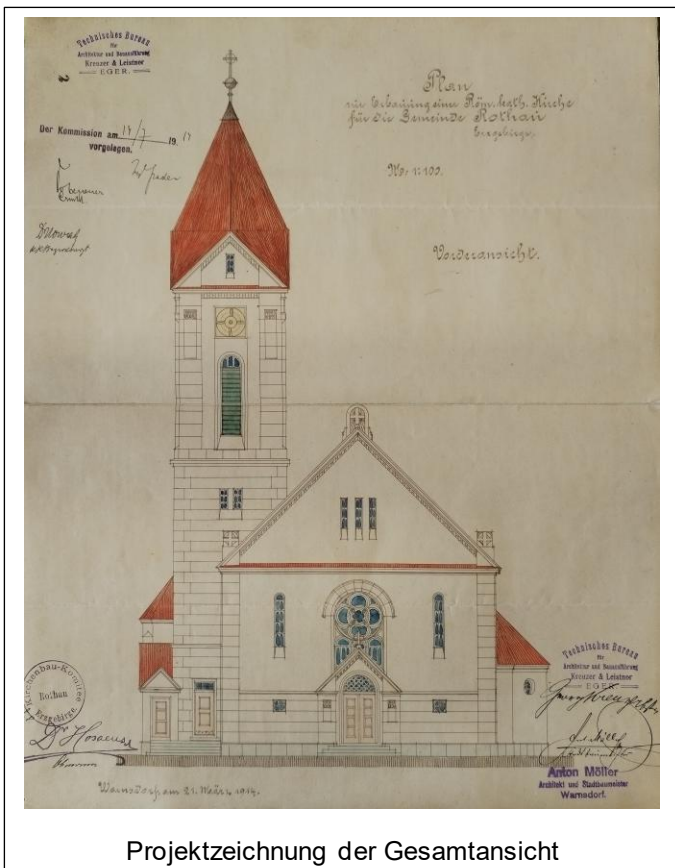 Technisches Bureau
für
Architektur und Bauausführung
Kreuzer & Leistner
EGER.
Plan
zur Erbauung einer Röm. kath. Kirche
für die Gemeinde Rothau
Erzgebirge.
Der Kommission am 14/7 19
vorgelegen.
1:100.
Vorderansicht.
Kirchenbau-Komitee
Rothau
Erzgebirge.
Technisches Bureau
für
Architektur und Bauausführung
Kreuzer & Leistner
EGER.
Anton Möller
Architekt und Stadtbaumeister
Warnsdorf.
Warnsdorf am 21. März 1914.
Projektzeichnung der Gesamtansicht